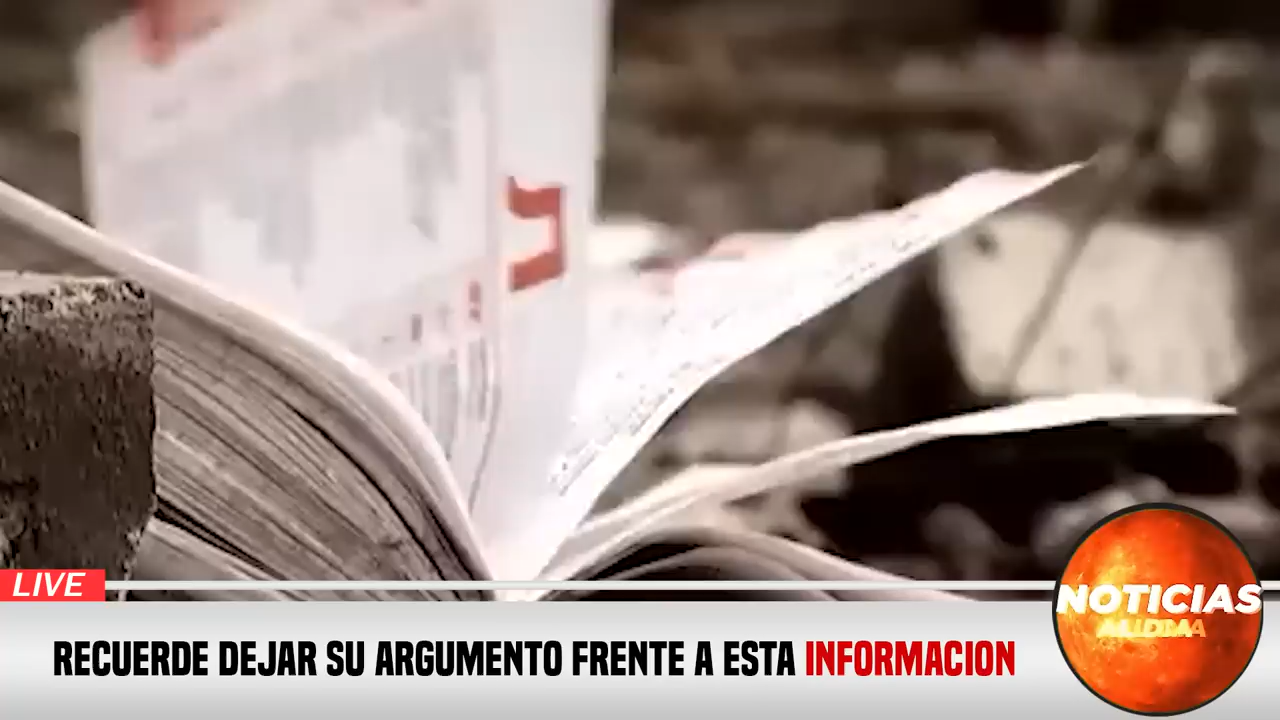 LIVE
RECUERDE DEJAR SU ARGUMENTO FRENTE A ESTA INFORMACION
NOTICIAS